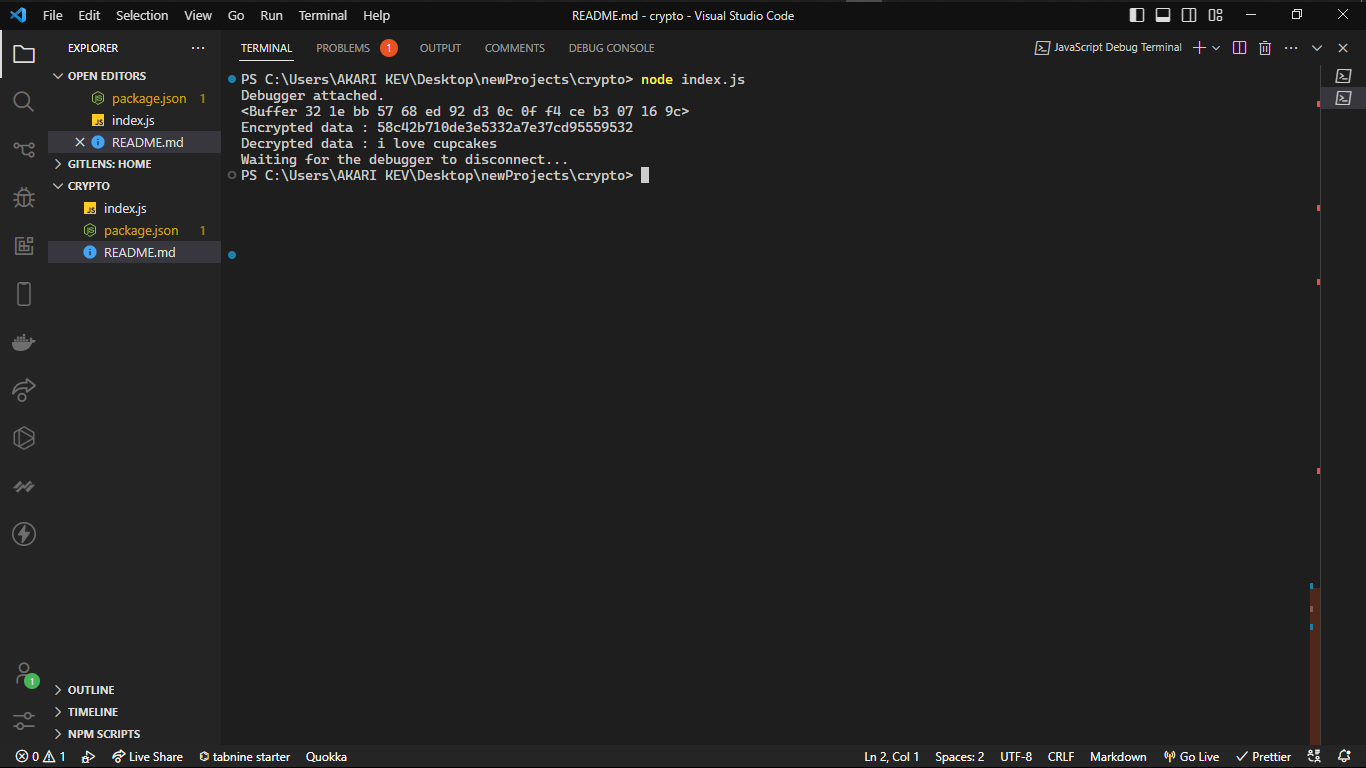 File Edit Selection View Go Run Terminal Help
README.md - crypto - Visual Studio Code
EXPLORER
OPEN EDITORS
package.json 1
index.js
README.md
GITLENS: HOME
CRYPTO
index.js
package.json 1
README.md
OUTLINE
TIMELINE
NPM SCRIPTS
TERMINAL PROBLEMS 1 OUTPUT COMMENTS DEBUG CONSOLE
JavaScript Debug Terminal
PS C:\Users\AKARI KEV\Desktop\newProjects\crypto> node index.js
Debugger attached.
<Buffer 32 1e bb 57 68 ed 92 d3 0c 0f f4 ce b3 07 16 9c>
Encrypted data : 58c42b710de3e5332a7e37cd95559532
Decrypted data : i love cupcakes
Waiting for the debugger to disconnect...
PS C:\Users\AKARI KEV\Desktop\newProjects\crypto>
1
0 1 Live Share tabnine starter Quokka
Ln 2, Col 1 Spaces: 2 UTF-8 CRLF Markdown Go Live Prettier